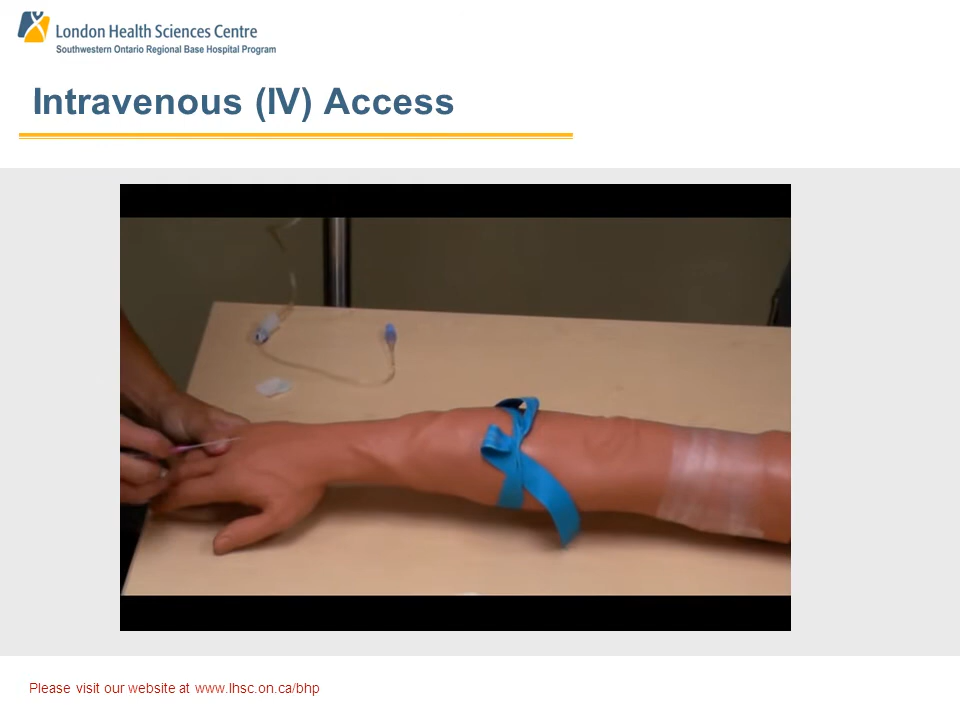 London Health Sciences Centre
Southwestern Ontario Regional Base Hospital Program
Intravenous (IV) Access
Please visit our website at www.lhsc.on.ca/bhp